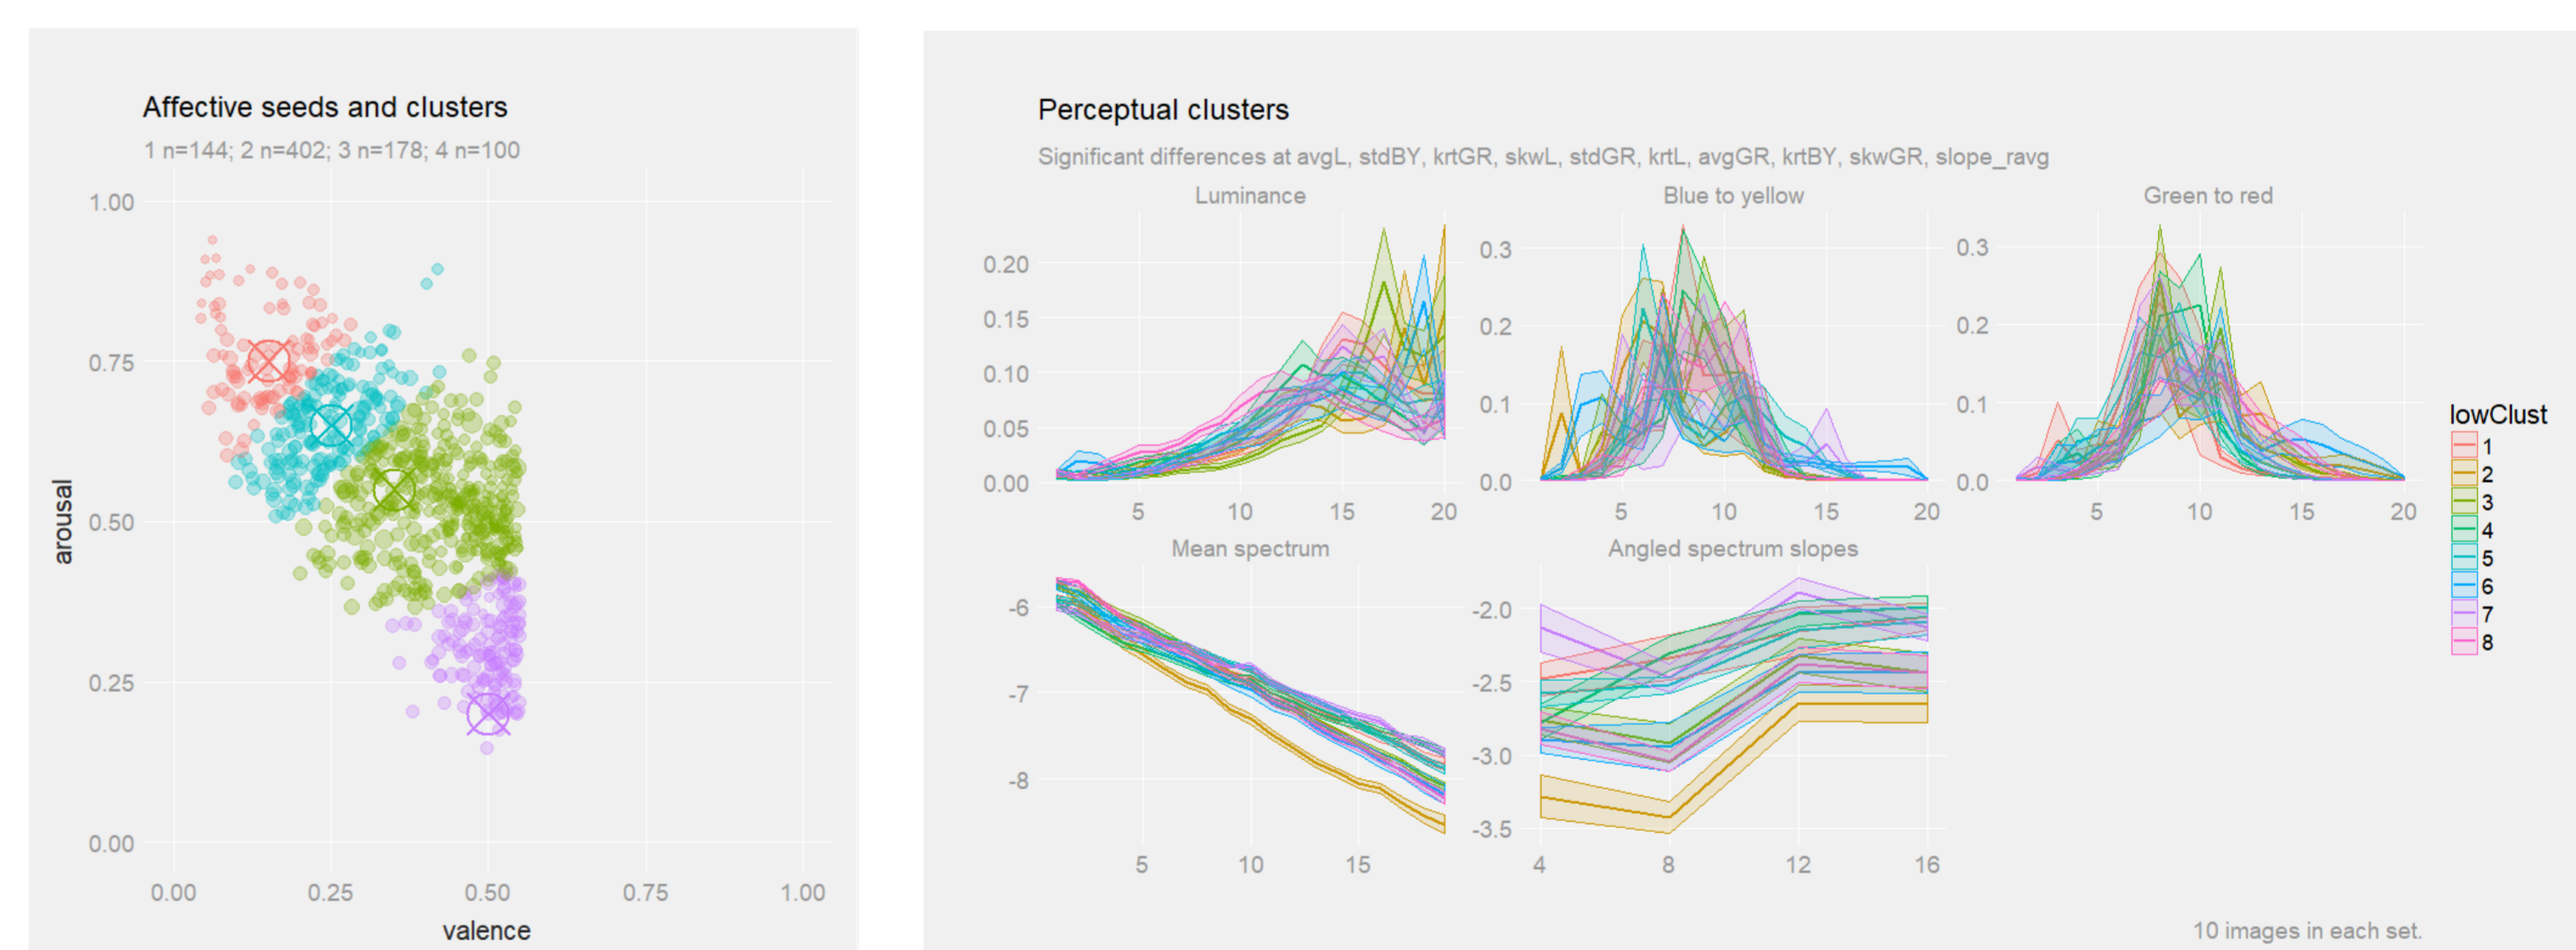 Affective seeds and clusters
1 n=144; 2 n=402; 3 n=178; 4 n=100
1.00
0.75
0.50
0.25
0.00
arousal
0.00 0.25 0.50 0.75 1.00
valence
Perceptual clusters
Significant differences at avgL, stdBY, krtGR, skwL, stdGR, krtL, avgGR, krtBY, skwGR, slope_ravg
Luminance
0.20
0.15
0.10
0.05
0.00
5 10 15 20
Blue to yellow
0.3
0.2
0.1
0.0
5 10 15 20
Green to red
0.3
0.2
0.1
0.0
5 10 15 20
Mean spectrum
-6
-7
-8
5 10 15
Angled spectrum slopes
-2.0
-2.5
-3.0
-3.5
4 8 12 16
lowClust
1
2
3
4
5
6
7
8
10 images in each set.